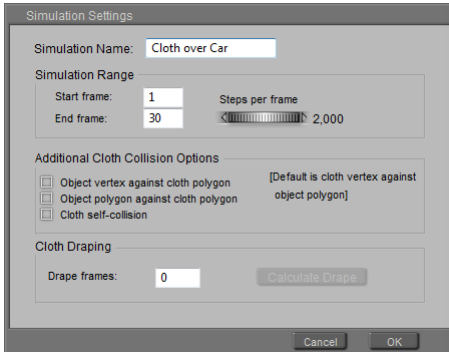 Simulation Settings
Simulation Name: Cloth over Car
Simulation Range
Start frame: 1
Steps per frame
End frame: 30
2,000
Additional Cloth Collision Options
Object vertex against cloth polygon
[Default is cloth vertex against
Object polygon against cloth polygon
object polygon]
Cloth self-collision
Cloth Draping
Drape frames: 0
Calculate Drape
Cancel OK